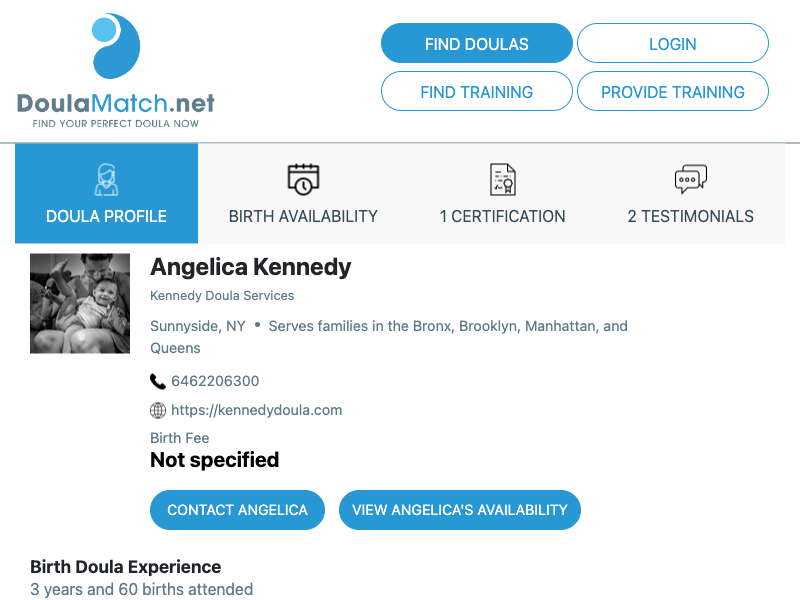 DoulaMatch.net
FIND YOUR PERFECT DOULA NOW
FIND DOULAS
LOGIN
FIND TRAINING
PROVIDE TRAINING
DOULA PROFILE
BIRTH AVAILABILITY
1 CERTIFICATION
2 TESTIMONIALS
Angelica Kennedy
Kennedy Doula Services
Sunnyside, NY • Serves families in the Bronx, Brooklyn, Manhattan, and
Queens
6462206300
https://kennedydoula.com
Birth Fee
Not specified
CONTACT ANGELICA
VIEW ANGELICA'S AVAILABILITY
Birth Doula Experience
3 years and 60 births attended